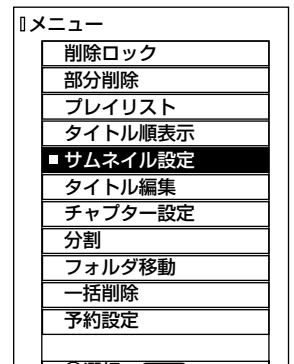 メニュー
削除ロック
部分削除
プレイリスト
タイトル順表示
サムネイル設定
タイトル編集
チャプター設定
分割
フォルダ移動
一括削除
予約設定